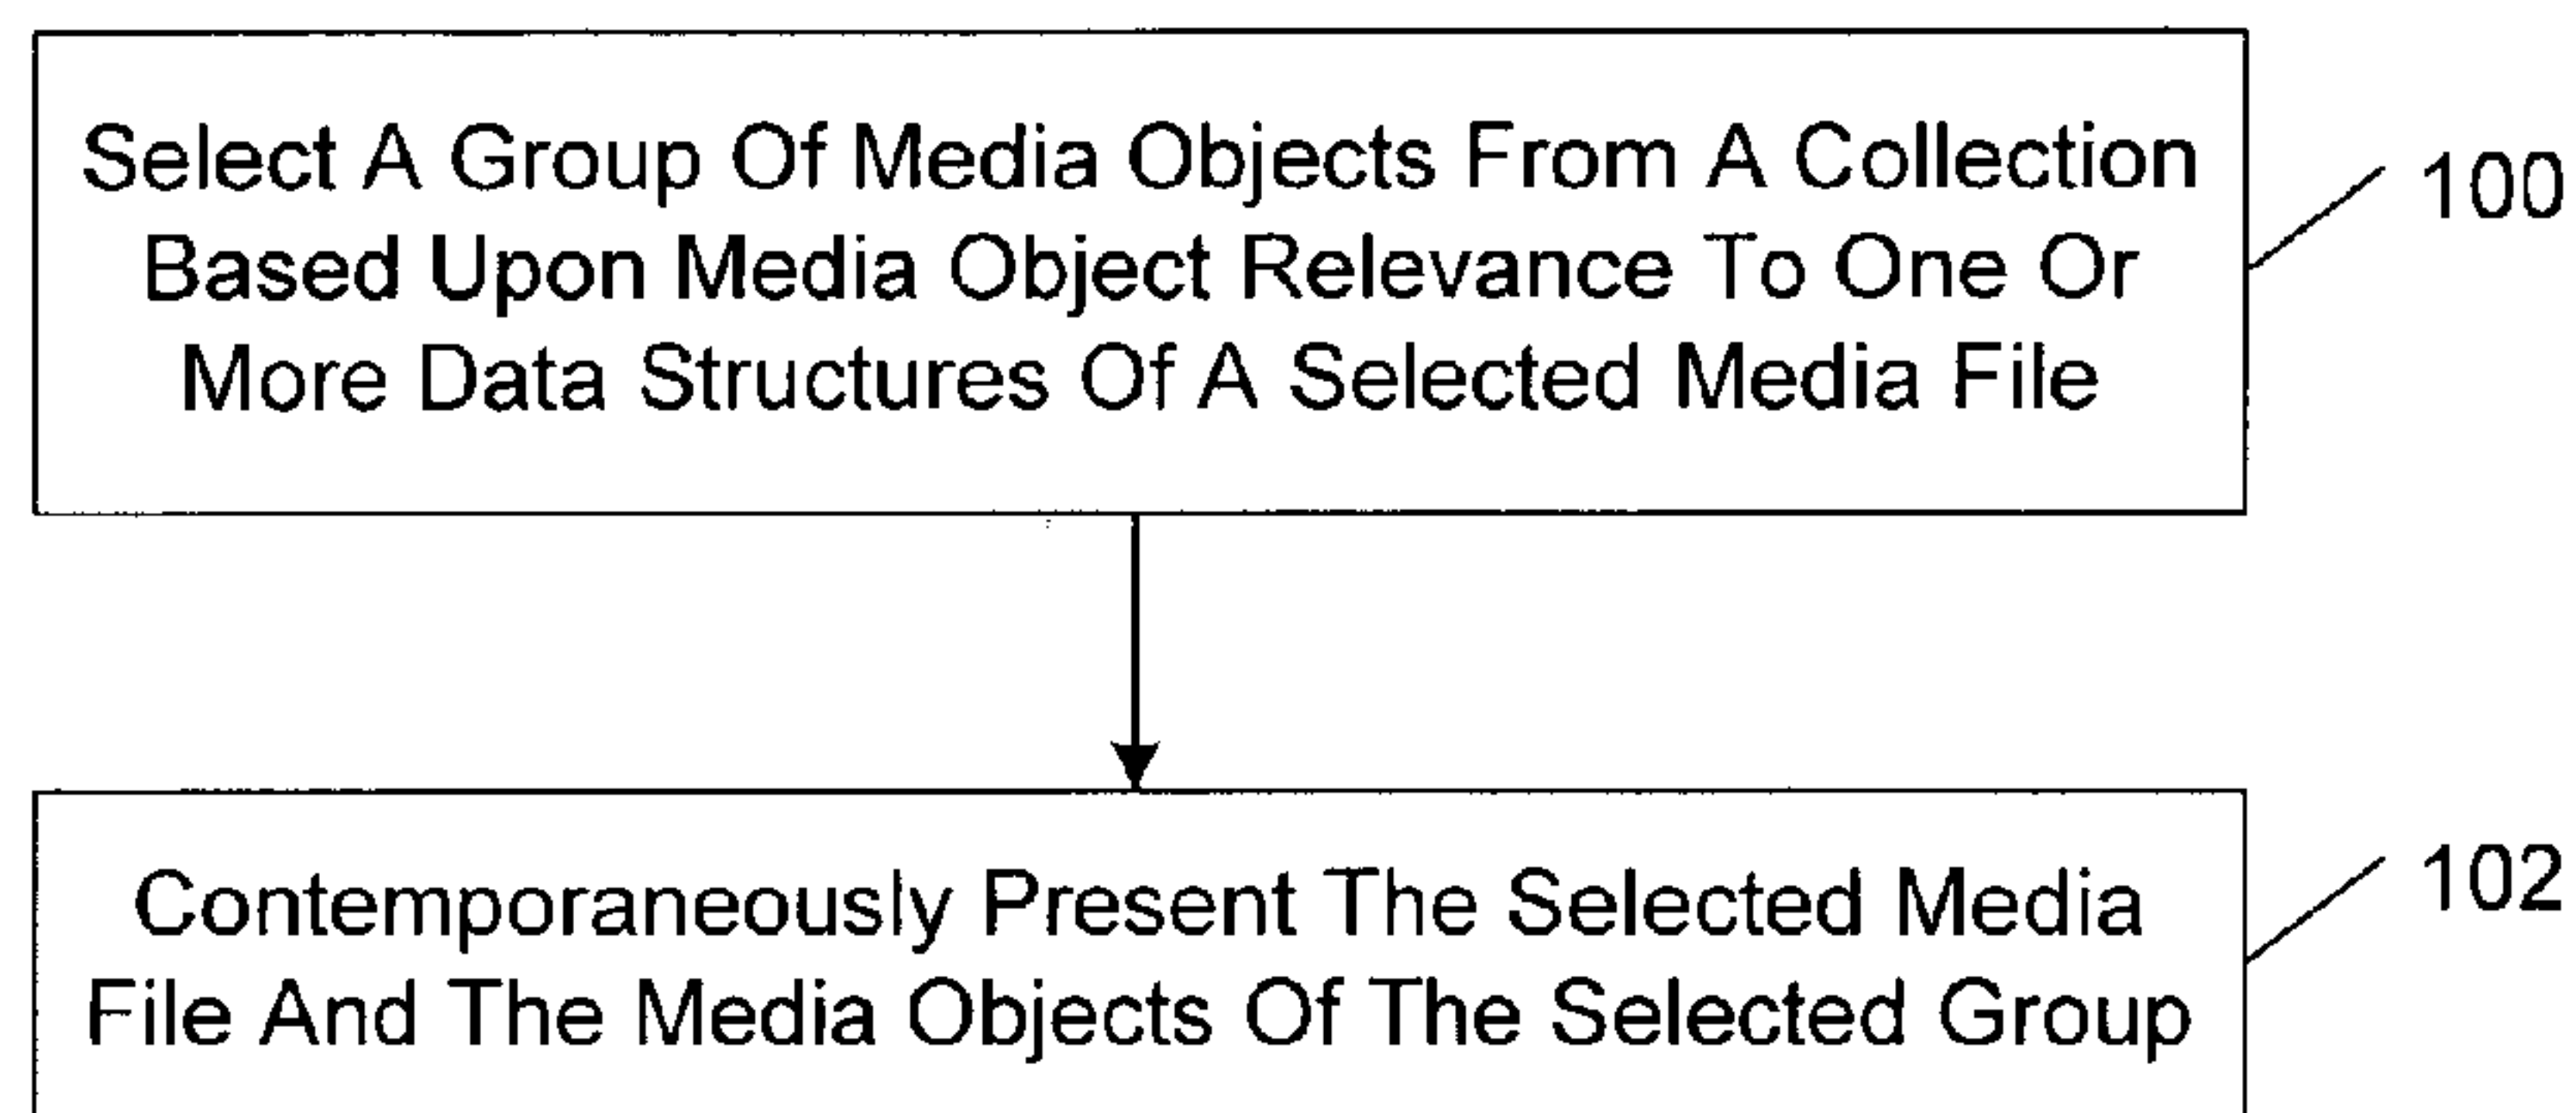 Select A Group Of Media Objects From A Collection
Based Upon Media Object Relevance To One Or
More Data Structures Of A Selected Media File
100
Contemporaneously Present The Selected Media
File And The Media Objects Of The Selected Group
102